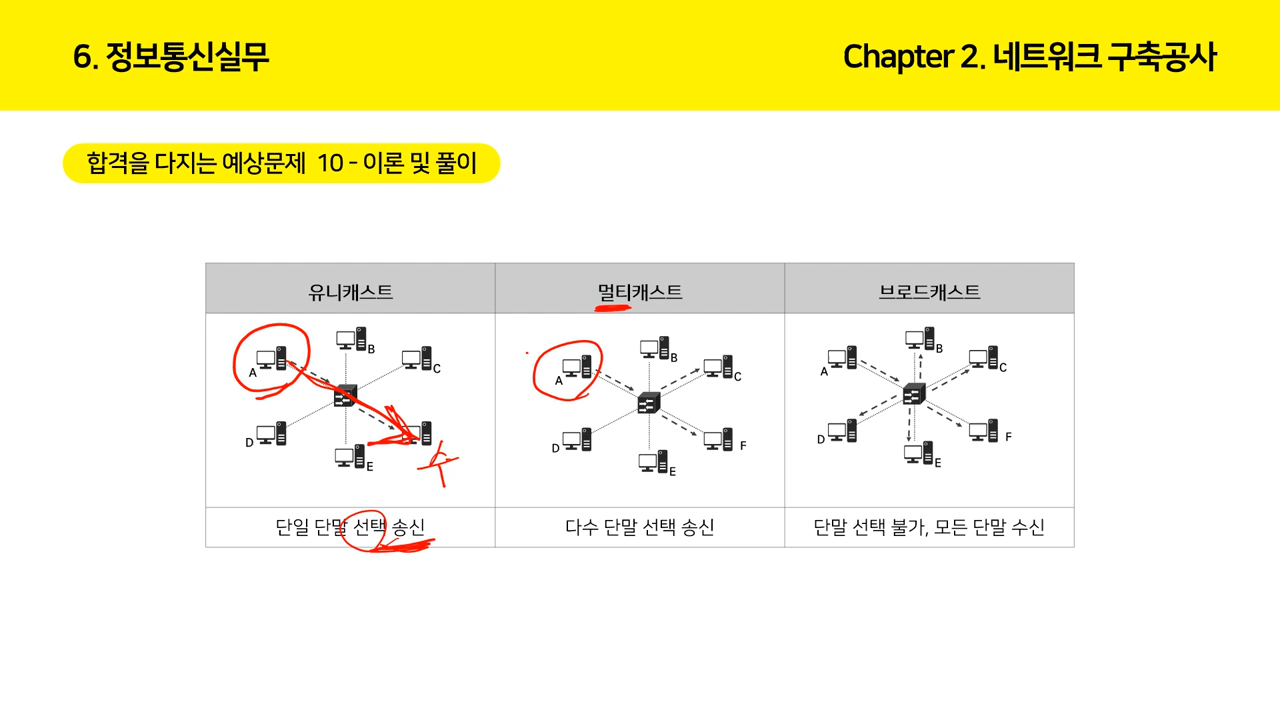 6. 정보통신실무
Chapter 2. 네트워크 구축공사
합격을 다지는 예상문제 10 - 이론 및 풀이
유니캐스트 멀티캐스트 브로드캐스트
A B C D E 수
A B C D E F
A B C D E F
단일 단말 선택 송신 다수 단말 선택 송신 단말 선택 불가, 모든 단말 수신